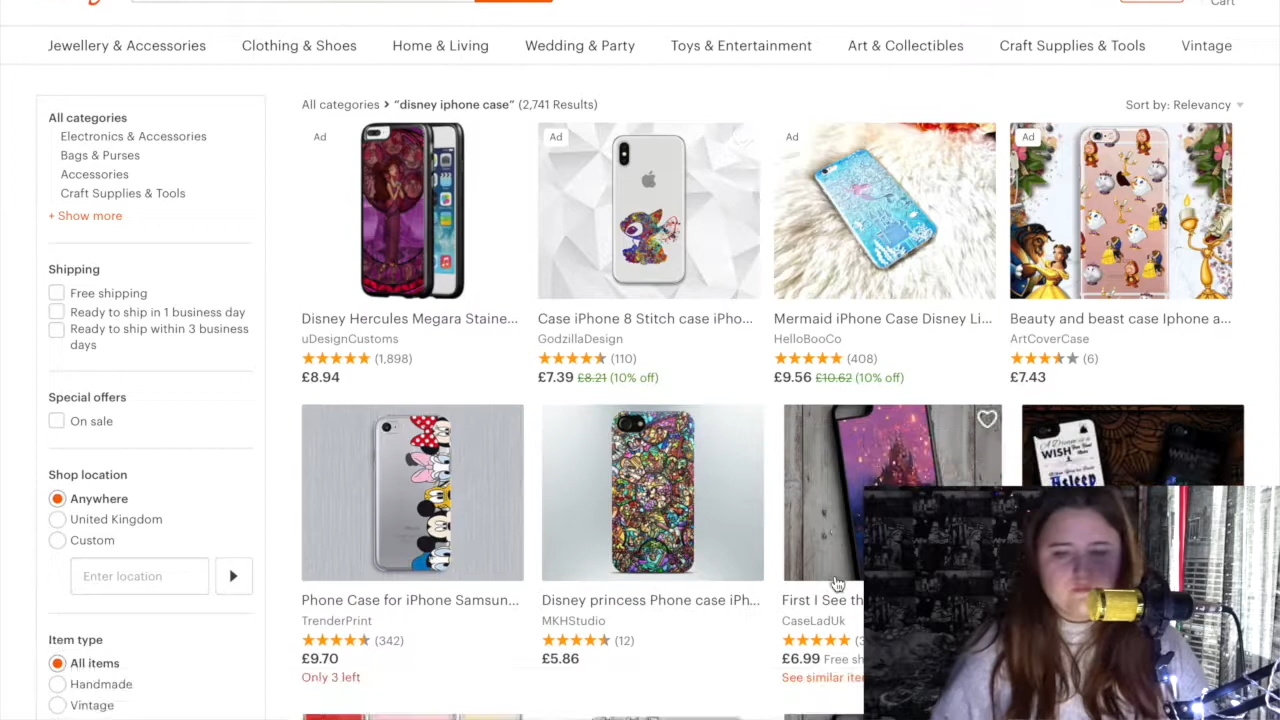 Cart
Jewellery & Accessories Clothing & Shoes Home & Living Wedding & Party Toys & Entertainment Art & Collectibles Craft Supplies & Tools Vintage
All categories > “disney iphone case” (2,741 Results)
Sort by: Relevancy
All categories
Electronics & Accessories
Bags & Purses
Accessories
Craft Supplies & Tools
+ Show more
Shipping
Free shipping
Ready to ship in 1 business day
Ready to ship within 3 business
days
Special offers
On sale
Shop location
Anywhere
United Kingdom
Custom
Enter location
Item type
All items
Handmade
Vintage
Ad
Disney Hercules Megara Staine...
uDesignCustoms
(1,898)
£8.94
Ad
Case iPhone 8 Stitch case iPho...
GodzillaDesign
(110)
£7.39 £8.21 (10% off)
Ad
Mermaid iPhone Case Disney Li...
HelloBooCo
(408)
£9.56 £10.62 (10% off)
Ad
Beauty and beast case Iphone a...
ArtCoverCase
(6)
£7.43
Phone Case for iPhone Samsun...
TrenderPrint
(342)
£9.70
Only 3 left
Disney princess Phone case iPh...
MKHStudio
(12)
£5.86
First I See th
CaseLadUk
£6.99 Free sh
See similar ite
A Dream is a
WISH
Asleep